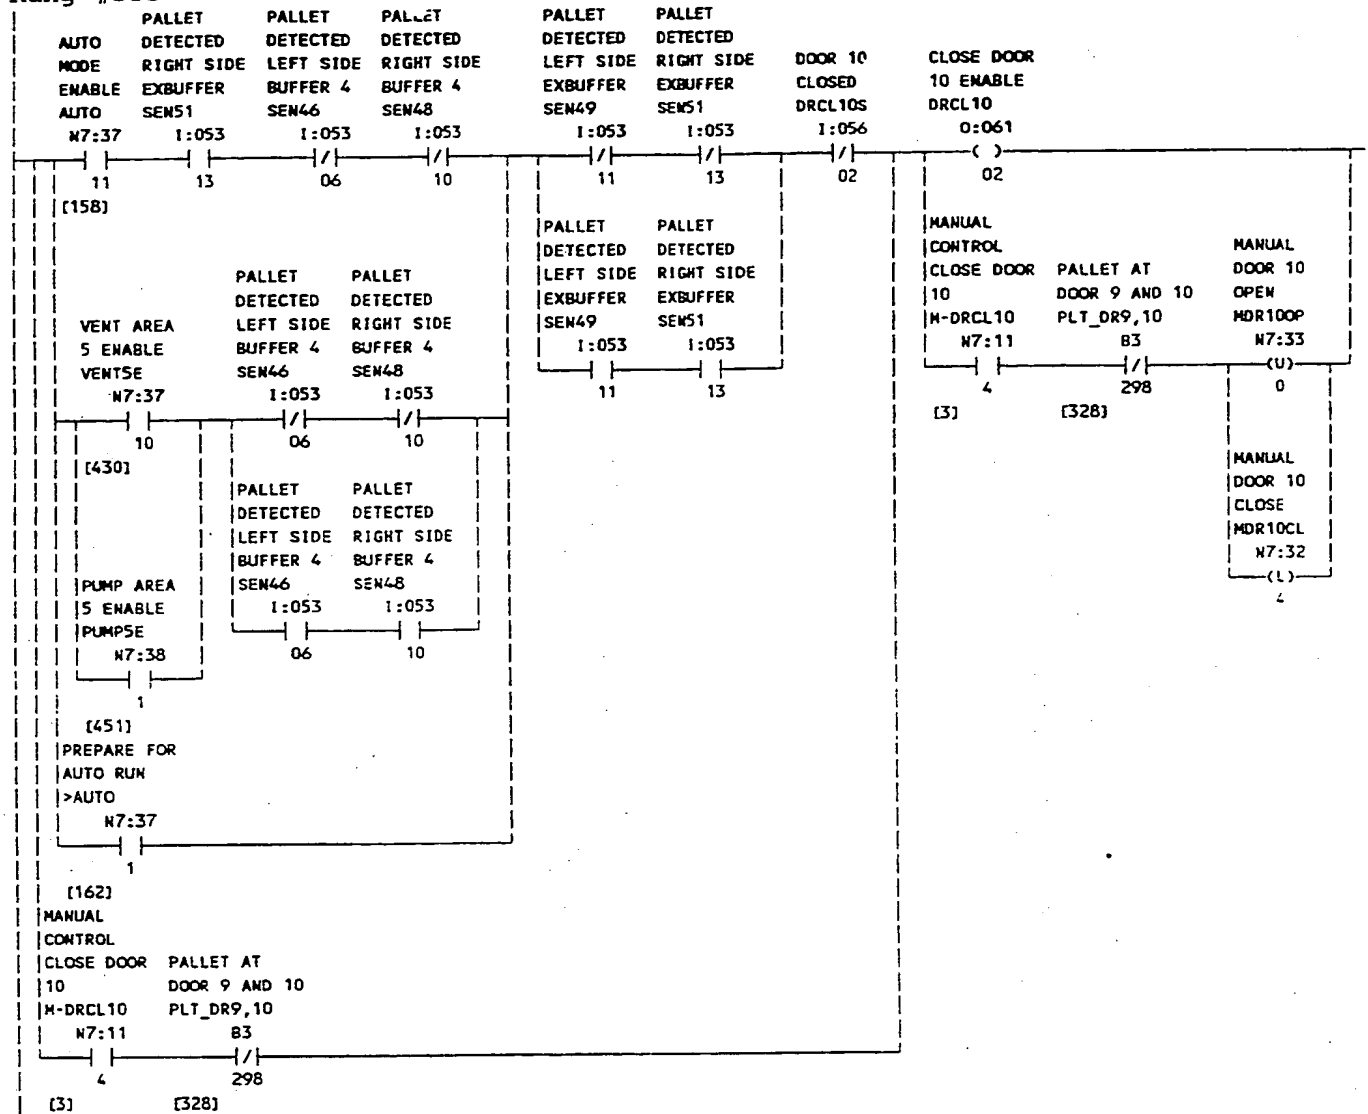 PALLET PALLET PALLET PALLET PALLET
AUTO DETECTED DETECTED DETECTED DETECTED DETECTED
MODE RIGHT SIDE LEFT SIDE RIGHT SIDE LEFT SIDE RIGHT SIDE DOOR 10 CLOSE DOOR
ENABLE EXBUFFER BUFFER 4 BUFFER 4 EXBUFFER EXBUFFER CLOSED 10 ENABLE
AUTO SEN51 SEN46 SEN48 SEN49 SEN51 DRCL10S DRCL10
N7:37 I:053 I:053 I:053 I:053 I:053 I:056 O:061
11 13 06 10 11 13 02 02
[158]
PALLET PALLET MANUAL
DETECTED DETECTED CONTROL MANUAL
PALLET PALLET LEFT SIDE RIGHT SIDE CLOSE DOOR PALLET AT DOOR 10
DETECTED DETECTED EXBUFFER EXBUFFER 10 DOOR 9 AND 10 OPEN
VENT AREA LEFT SIDE RIGHT SIDE SEN49 SEN51 M-DRCL10 PLT_DR9,10 MDR10OP
5 ENABLE BUFFER 4 BUFFER 4 I:053 I:053 N7:11 B3 N7:33
VENT5E SEN46 SEN48 (U)
N7:37 I:053 I:053 11 13 4 298 0
[3] [328]
10 06 10
[430]
PALLET PALLET MANUAL
DETECTED DETECTED DOOR 10
LEFT SIDE RIGHT SIDE CLOSE
BUFFER 4 BUFFER 4 MDR10CL
PUMP AREA SEN46 SEN48 N7:32
5 ENABLE I:053 I:053 (L)
PUMP5E 4
N7:38 06 10
1
[451]
PREPARE FOR
AUTO RUN
>AUTO
N7:37
1
[162]
MANUAL
CONTROL
CLOSE DOOR PALLET AT
10 DOOR 9 AND 10
M-DRCL10 PLT_DR9,10
N7:11 B3
4 298
[3] [328]